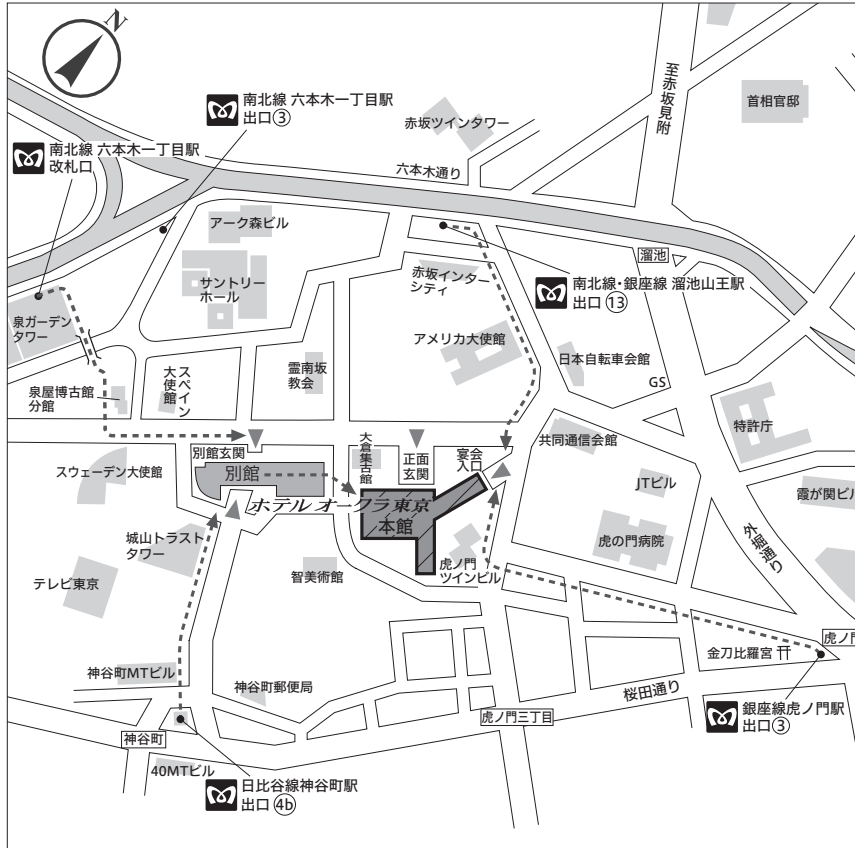 N
南北線 六本木一丁目駅
出口③
南北線 六本木一丁目駅
改札口
赤坂ツインタワー
至赤坂見附
首相官邸
六本木通り
アーク森ビル
サントリー
ホール
赤坂インター
シティ
溜池
南北線・銀座線 溜池山王駅
出口⑬
泉ガーデン
タワー
アメリカ大使館
日本自転車会館
GS
泉屋博古館
分館
スペイン
大使館
霊南坂
教会
特許庁
スウェーデン大使館
別館玄関
別館
大倉集古館
正面
玄関
宴会
入口
共同通信会館
JTビル
霞が関ビル
ホテル オークラ 東京
本館
城山トラスト
タワー
虎の門病院
外堀通り
テレビ東京
智美術館
虎ノ門
ツインビル
虎ノ門
金刀比羅宮
神谷町MTビル
神谷町郵便局
桜田通り
虎ノ門三丁目
銀座線虎ノ門駅
出口③
神谷町
40MTビル
日比谷線神谷町駅
出口4b